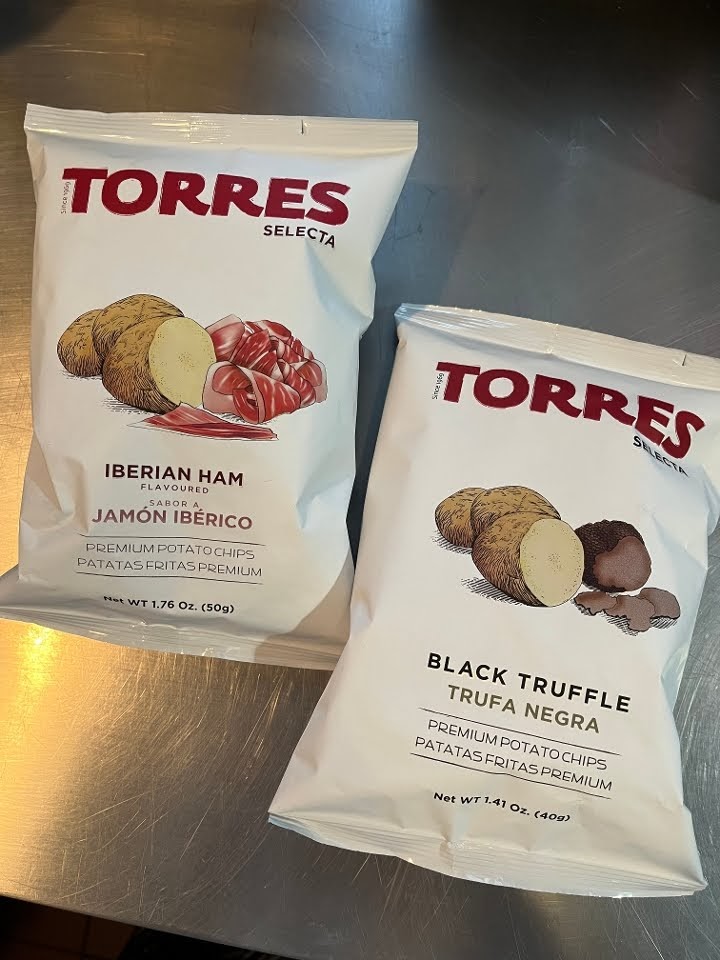 Since 1969
TORRES
SELECTA
IBERIAN HAM
FLAVOURED
SABOR A
JAMÓN IBÉRICO
PREMIUM POTATO CHIPS
PATATAS FRITAS PREMIUM
Net WT 1.76 Oz. (50g)
Since 1969
TORRES
SELECTA
BLACK TRUFFLE
TRUFA NEGRA
PREMIUM POTATO CHIPS
PATATAS FRITAS PREMIUM
Net WT 1.41 Oz. (40g)